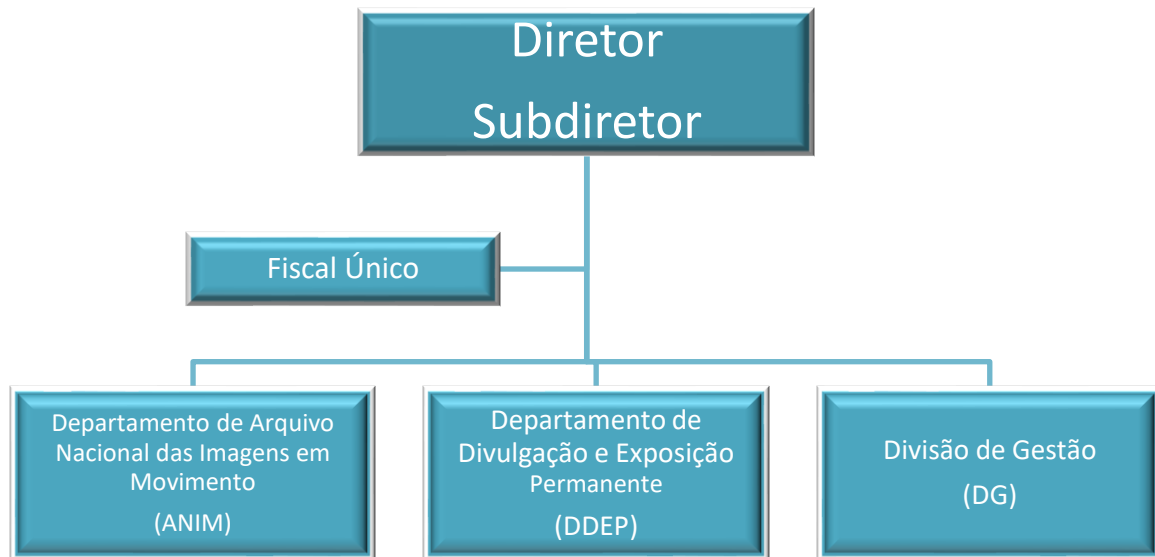 Diretor
Subdiretor
Fiscal Único
Departamento de Arquivo
Nacional das Imagens em
Movimento
(ANIM)
Departamento de
Divulgação e Exposição
Permanente
(DDEP)
Divisão de Gestão
(DG)